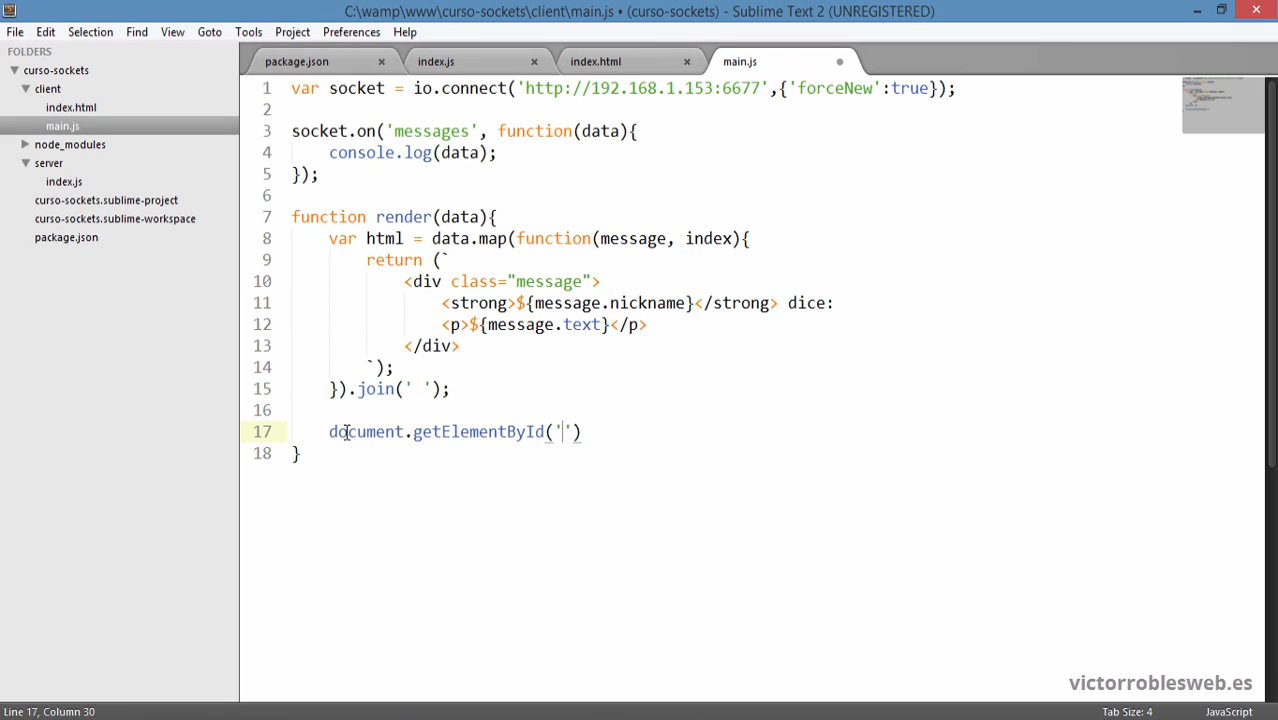 C:\wamp\www\curso-sockets\client\main.js • (curso-sockets) - Sublime Text 2 (UNREGISTERED)
File Edit Selection Find View Goto Tools Project Preferences Help
FOLDERS
curso-sockets
client
index.html
main.js
node_modules
server
index.js
curso-sockets.sublime-project
curso-sockets.sublime-workspace
package.json
package.json index.js index.html main.js
1 var socket = io.connect('http://192.168.1.153:6677',{'forceNew':true});
2
3 socket.on('messages', function(data){
4 console.log(data);
5 });
6
7 function render(data){
8 var html = data.map(function(message, index){
9 return (`
10 <div class="message">
11 <strong>${message.nickname}</strong> dice:
12 <p>${message.text}</p>
13 </div>
14 `);
15 }).join(' ');
16
17 document.getElementById('')
18 }
victorroblesweb.es
Line 17, Column 30 Tab Size: 4 JavaScript